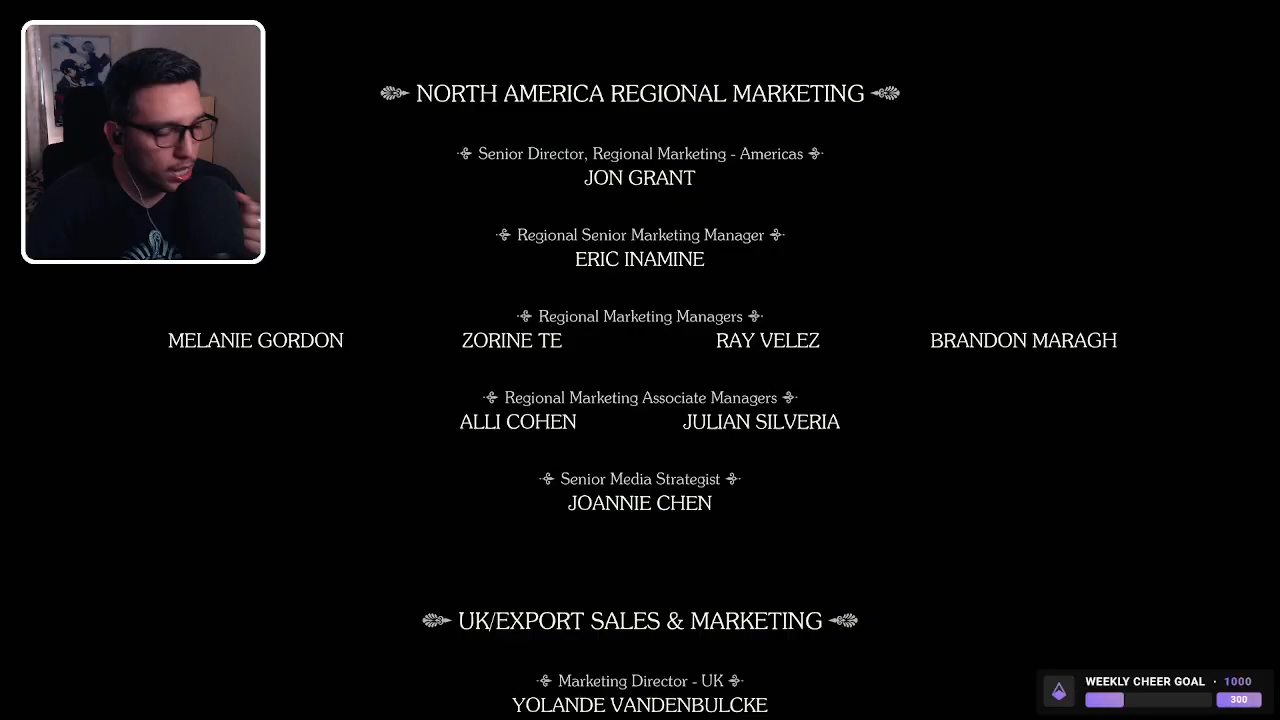 NORTH AMERICA REGIONAL MARKETING
Senior Director, Regional Marketing - Americas
JON GRANT
Regional Senior Marketing Manager
ERIC INAMINE
Regional Marketing Managers
MELANIE GORDON ZORINE TE RAY VELEZ BRANDON MARAGH
Regional Marketing Associate Managers
ALLI COHEN JULIAN SILVERIA
Senior Media Strategist
JOANNIE CHEN
UK/EXPORT SALES & MARKETING
Marketing Director - UK
YOLANDE VANDENBULCKE
WEEKLY CHEER GOAL · 1000
300